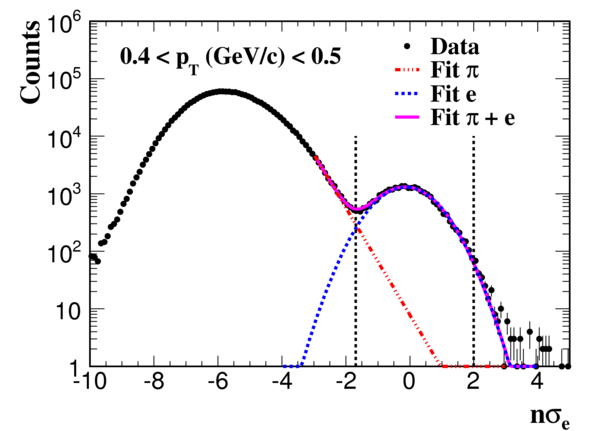 Counts
10^6
10^5
10^4
10^3
10^2
10
1
0.4 < p_T (GeV/c) < 0.5
Data
Fit π
Fit e
Fit π + e
-10 -8 -6 -4 -2 0 2 4
nσ_e